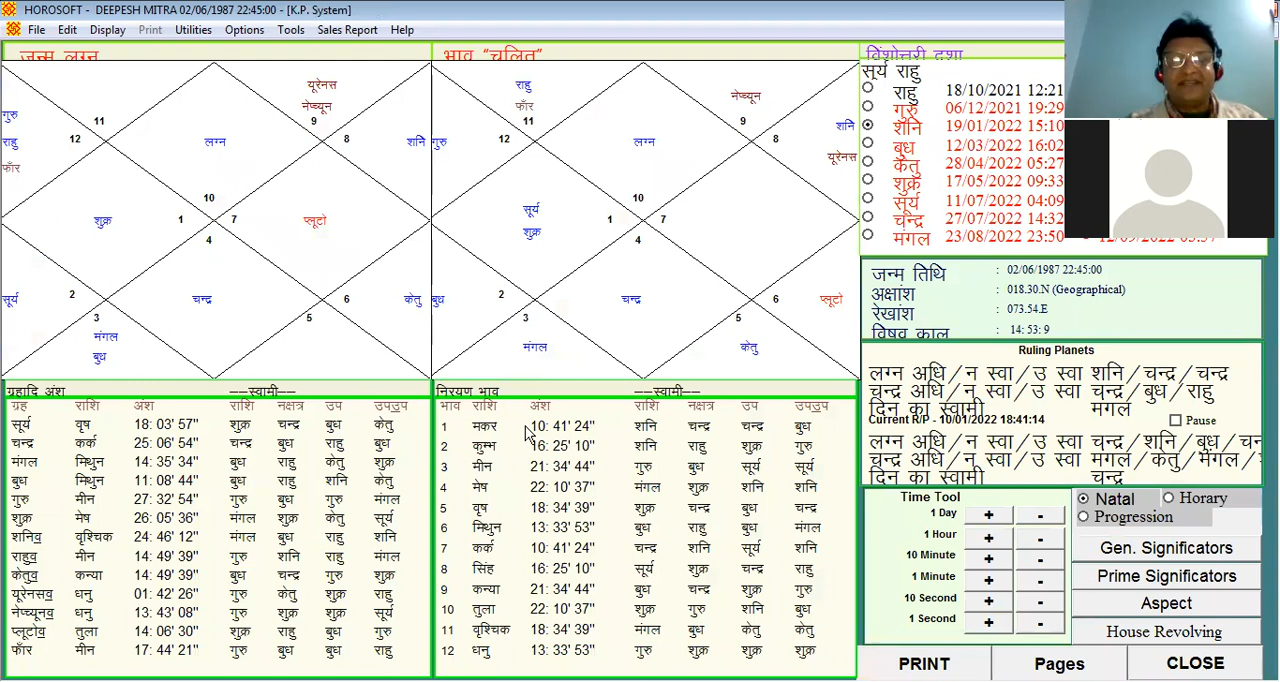 HOROSOFT - DEEPESH MITRA 02/06/1987 22:45:00 - [K.P. System]
File Edit Display Print Utilities Options Tools Sales Report Help
जन्म लग्न
भाव "चलित"
विंशोत्तरी दशा
यूरेनस
नेप्च्यून
गुरु
11
9
राहु
12
लग्न
8
शनि
फाँर
10
शुक्र
1
7
प्लूटो
4
सूर्य
2
चन्द्र
6
केतु
3
5
मंगल
बुध
राहु
फाँर
नेप्च्यून
11
9
शनि
गुरु
12
लग्न
8
यूरेनस
10
सूर्य
1
7
शुक्र
4
बुध
2
चन्द्र
6
प्लूटो
3
5
मंगल
केतु
सूर्य राहु
राहु 18/10/2021 12:21
गुरु 06/12/2021 19:29
शनि 19/01/2022 15:10
बुध 12/03/2022 16:02
केतु 28/04/2022 05:27
शुक्र 17/05/2022 09:33
सूर्य 11/07/2022 04:09
चन्द्र 27/07/2022 14:32
मंगल 23/08/2022 23:50
जन्म तिथि : 02/06/1987 22:45:00
अक्षांश : 018.30.N (Geographical)
रेखांश : 073.54.E
विषव काल : 14: 53: 9
Ruling Planets
लग्न अधि/न स्वा/उ स्वा शनि/चन्द्र/चन्द्र
चन्द्र अधि/न स्वा/उ स्वा चन्द्र/बुध/राहु
दिन का स्वामी मंगल
Current R/P - 10/01/2022 18:41:14 Pause
लग्न अधि/न स्वा/उ स्वा चन्द्र/शनि/बुध/चन
चन्द्र अधि/न स्वा/उ स्वा मंगल/केतु/मंगल/
दिन का स्वामी चन्द्र
ग्रहादि अंश ––स्वामी––
ग्रह राशि अंश राशि नक्षत्र उप उपउप
सूर्य वृष 18: 03' 57" शुक्र चन्द्र बुध केतु
चन्द्र कर्क 25: 06' 54" चन्द्र बुध राहु बुध
मंगल मिथुन 14: 35' 34" बुध राहु केतु शुक्र
बुध मिथुन 11: 08' 44" बुध राहु शनि केतु
गुरु मीन 27: 32' 54" गुरु बुध गुरु मंगल
शुक्र मेष 26: 05' 36" मंगल शुक्र केतु सूर्य
शनिव वृश्चिक 24: 46' 12" मंगल बुध राहु शनि
राहुव मीन 14: 49' 39" गुरु शनि राहु मंगल
केतुव कन्या 14: 49' 39" बुध चन्द्र गुरु शुक्र
यूरेनसव धनु 01: 42' 26" गुरु केतु शुक्र राहु
नेप्च्यूनव धनु 13: 43' 08" गुरु शुक्र शुक्र सूर्य
प्लूटोव तुला 14: 06' 30" शुक्र राहु बुध गुरु
फाँर मीन 17: 44' 21" गुरु बुध बुध राहु
निरयण भाव ––स्वामी––
भाव राशि अंश राशि नक्षत्र उप उपउप
1 मकर 10: 41' 24" शनि चन्द्र चन्द्र बुध
2 कुम्भ 16: 25' 10" शनि राहु शुक्र गुरु
3 मीन 21: 34' 44" गुरु बुध सूर्य सूर्य
4 मेष 22: 10' 37" मंगल शुक्र शनि शनि
5 वृष 18: 34' 39" शुक्र चन्द्र बुध चन्द्र
6 मिथुन 13: 33' 53" बुध राहु बुध मंगल
7 कर्क 10: 41' 24" चन्द्र शनि सूर्य शनि
8 सिंह 16: 25' 10" सूर्य शुक्र चन्द्र राहु
9 कन्या 21: 34' 44" बुध चन्द्र शुक्र गुरु
10 तुला 22: 10' 37" शुक्र गुरु शनि बुध
11 वृश्चिक 18: 34' 39" मंगल बुध केतु केतु
12 धनु 13: 33' 53" गुरु शुक्र शुक्र शुक्र
Time Tool
1 Day + -
1 Hour + -
10 Minute + -
1 Minute + -
10 Second + -
1 Second + -
Natal Horary
Progression
Gen. Significators
Prime Significators
Aspect
House Revolving
PRINT Pages CLOSE